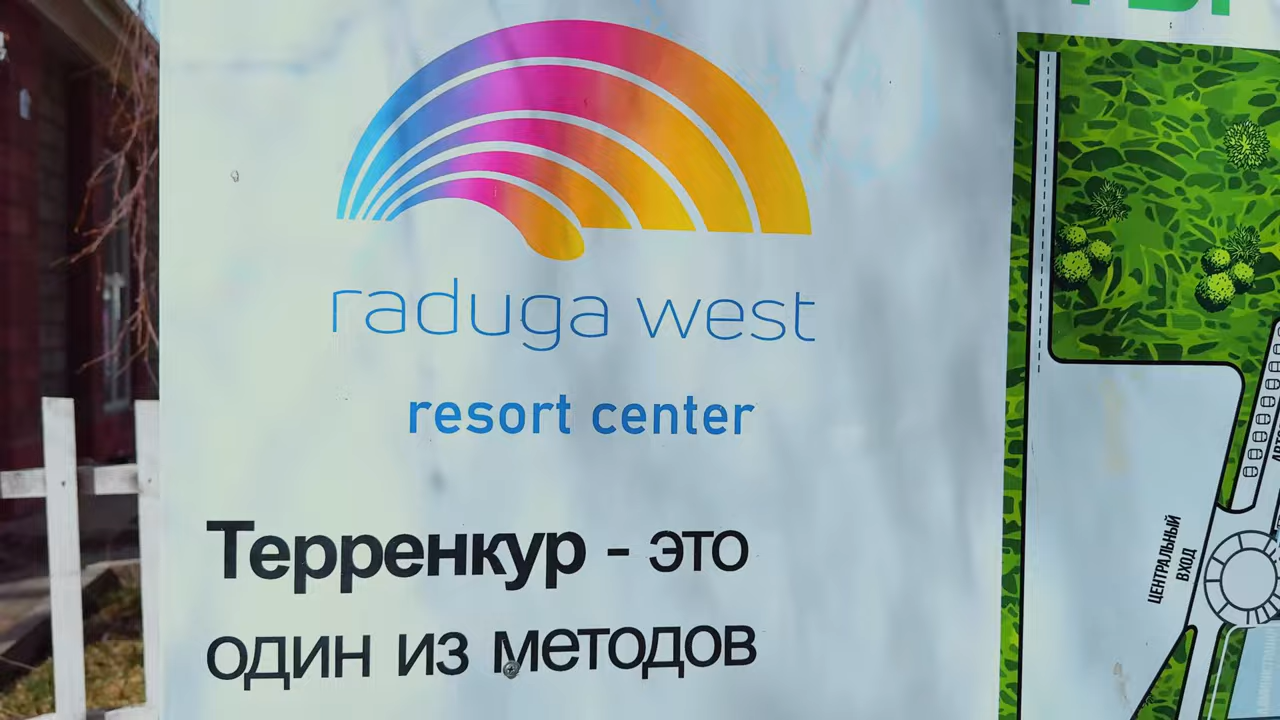 raduga west
resort center
Терренкур - это
один из методов
ЦЕНТРАЛЬНЫЙ
ВХОД